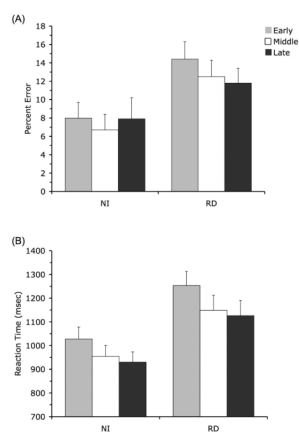 (A)
Early
Middle
Late
Percent Error
18
16
14
12
10
8
6
4
2
0
NI
RD
(B)
Reaction Time (msec)
1400
1300
1200
1100
1000
900
800
700
NI
RD